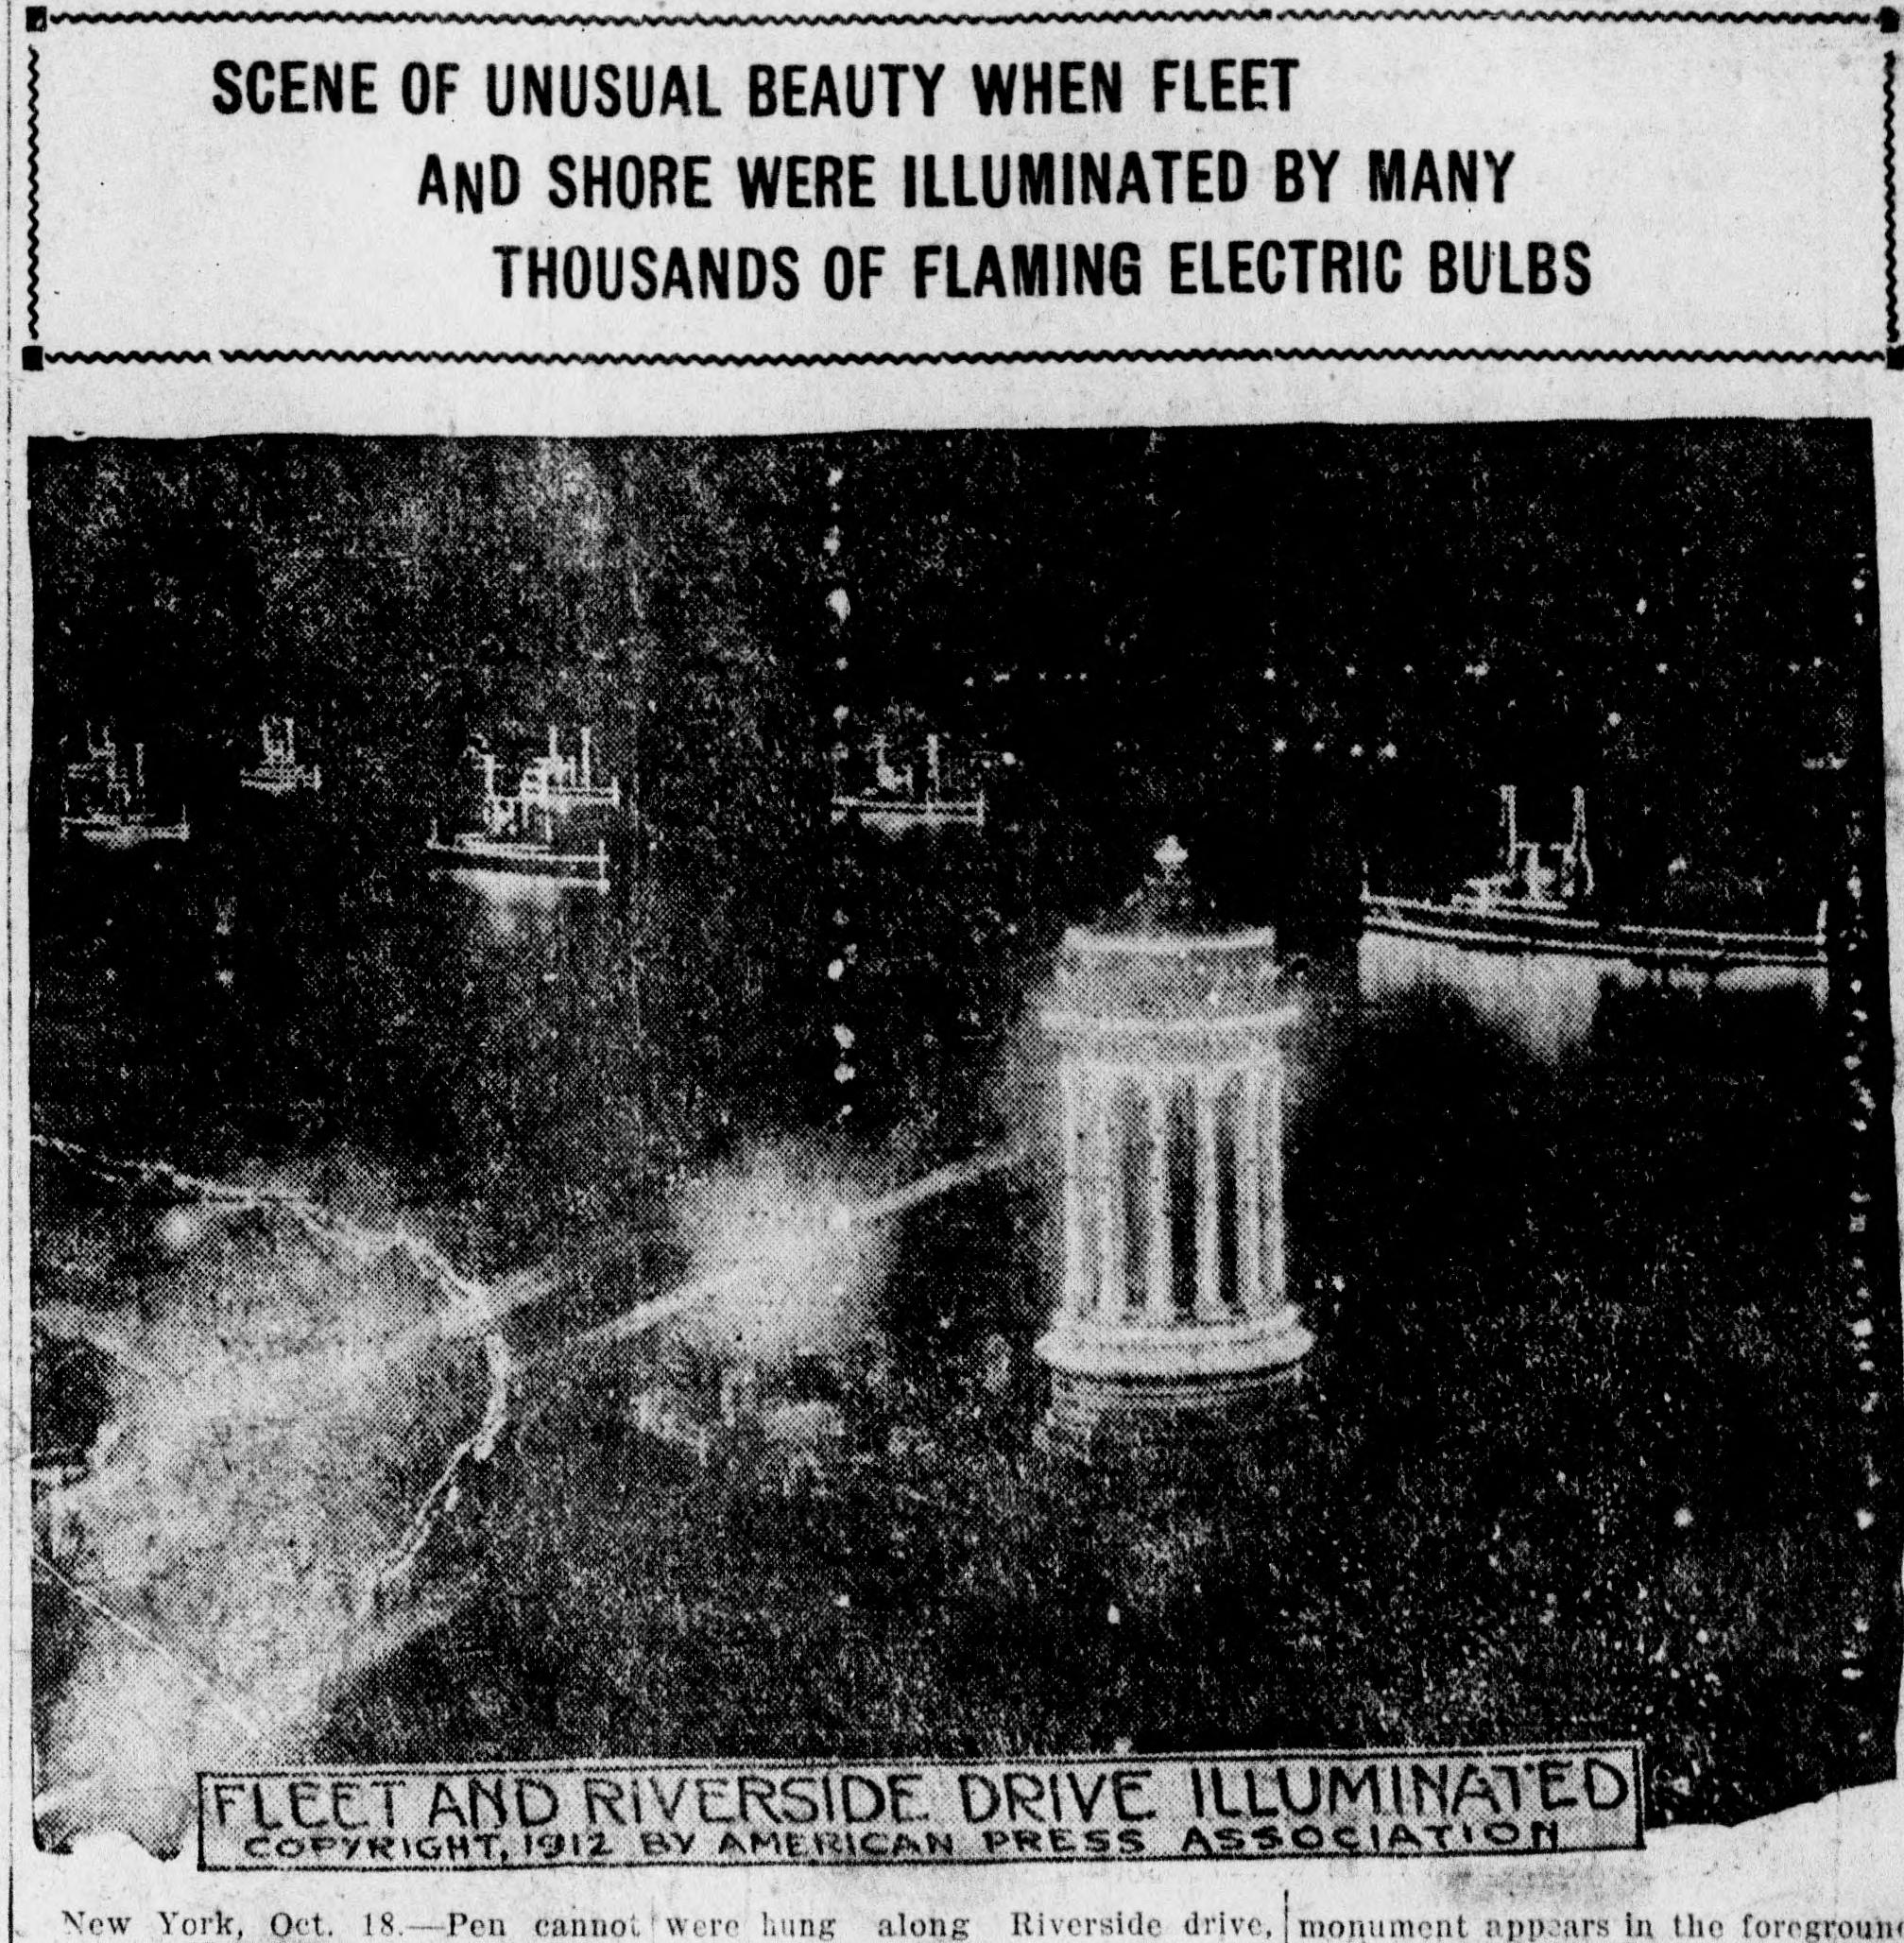 SCENE OF UNUSUAL BEAUTY WHEN FLEET
AND SHORE WERE ILLUMINATED BY MANY
THOUSANDS OF FLAMING ELECTRIC BULBS
FLEET AND RIVERSIDE DRIVE ILLUMINATED
COPYRIGHT, 1912 BY AMERICAN PRESS ASSOCIATION
New York, Oct. 18.—Pen cannot
were hung along Riverside drive,
monument appears in the foreground